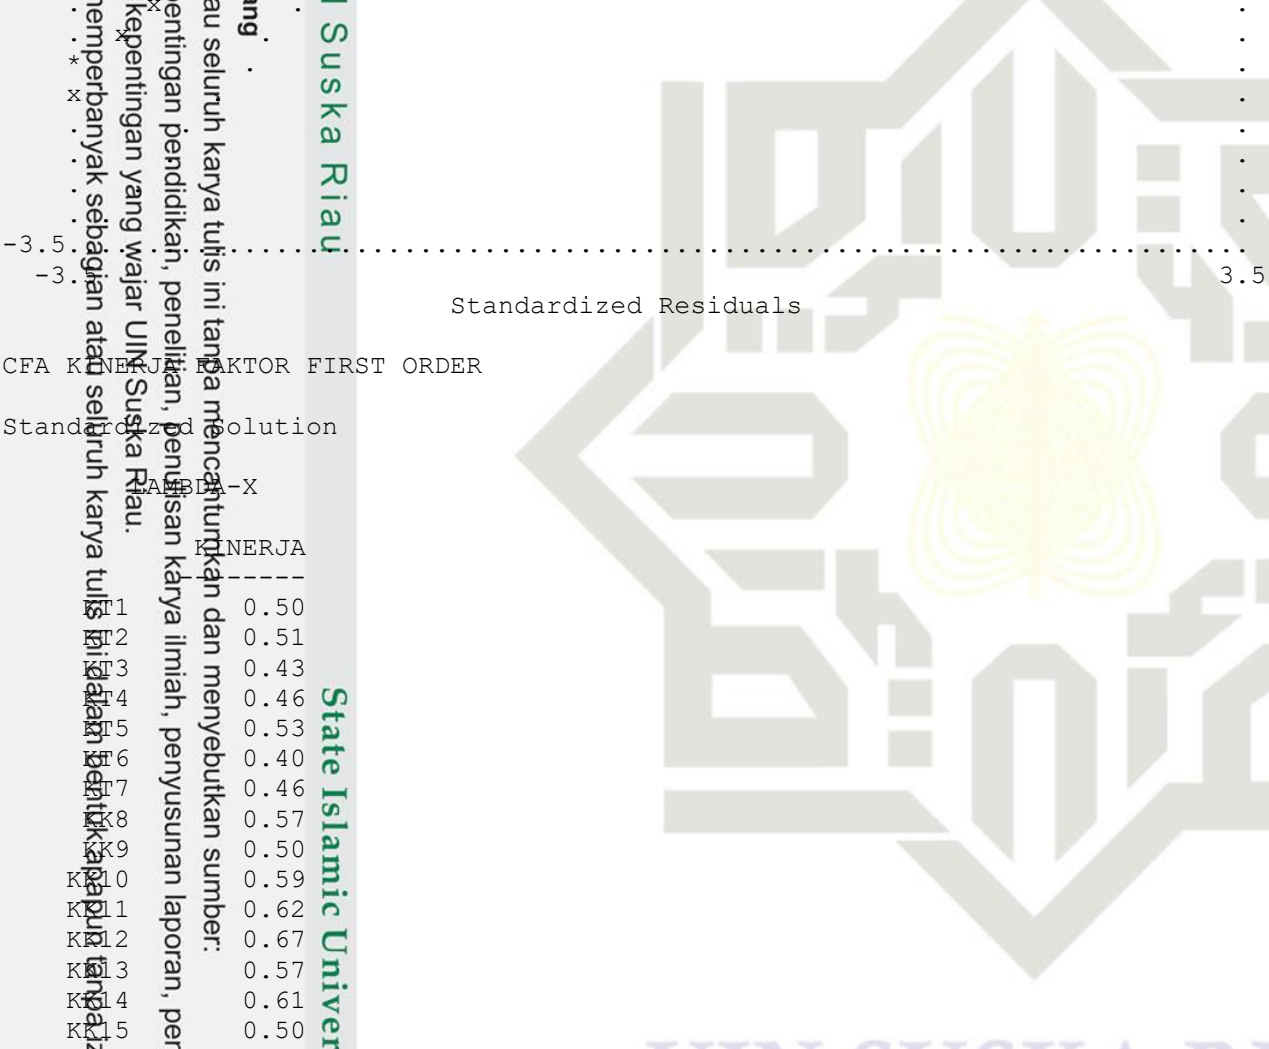 -3.5
-3.5 3.5
Standardized Residuals
CFA KINERJA FAKTOR FIRST ORDER
Standardized Solution
LAMBDA-X
KINERJA
--------
KT1 0.50
KT2 0.51
KT3 0.43
KT4 0.46
KT5 0.53
KT6 0.40
KT7 0.46
KK8 0.57
KK9 0.50
KK10 0.59
KK11 0.62
KK12 0.67
KK13 0.57
KK14 0.61
KK15 0.50
Suska Riau
State Islamic Univer
au seluruh karya tulis ini tanpa mencantumkan dan menyebutkan sumber:
pentingan pendidikan, penelitian, penulisan karya ilmiah, penyusunan laporan, per
kepentingan yang wajar UIN Suska Riau.
memperbanyak sebagian atau seluruh karya tulis ini dalam bentuk apapun tanpa iz
UIN SUSKA RI